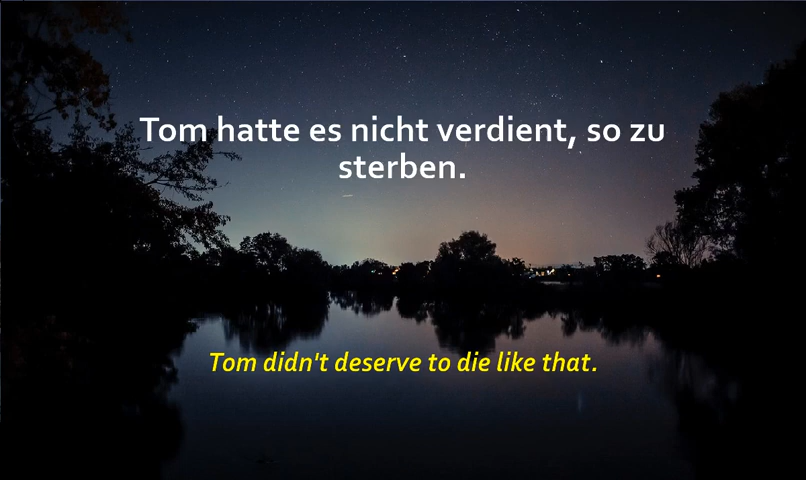 Tom hatte es nicht verdient, so zu
sterben.
Tom didn't deserve to die like that.